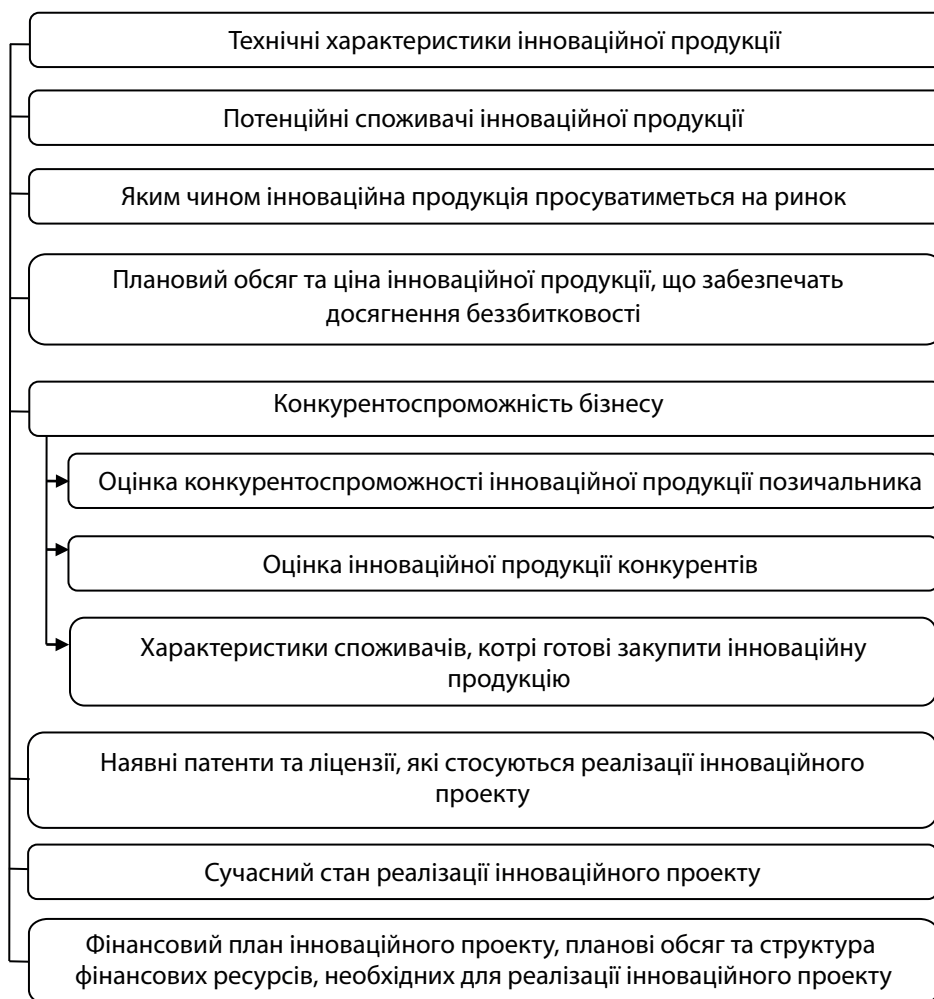 Технічні характеристики інноваційної продукції
Потенційні споживачі інноваційної продукції
Яким чином інноваційна продукція просуватиметься на ринок
Плановий обсяг та ціна інноваційної продукції, що забезпечать
досягнення беззбитковості
Конкурентоспроможність бізнесу
Оцінка конкурентоспроможності інноваційної продукції позичальника
Оцінка інноваційної продукції конкурентів
Характеристики споживачів, котрі готові закупити інноваційну
продукцію
Наявні патенти та ліцензії, які стосуються реалізації інноваційного
проекту
Сучасний стан реалізації інноваційного проекту
Фінансовий план інноваційного проекту, планові обсяг та структура
фінансових ресурсів, необхідних для реалізації інноваційного проекту